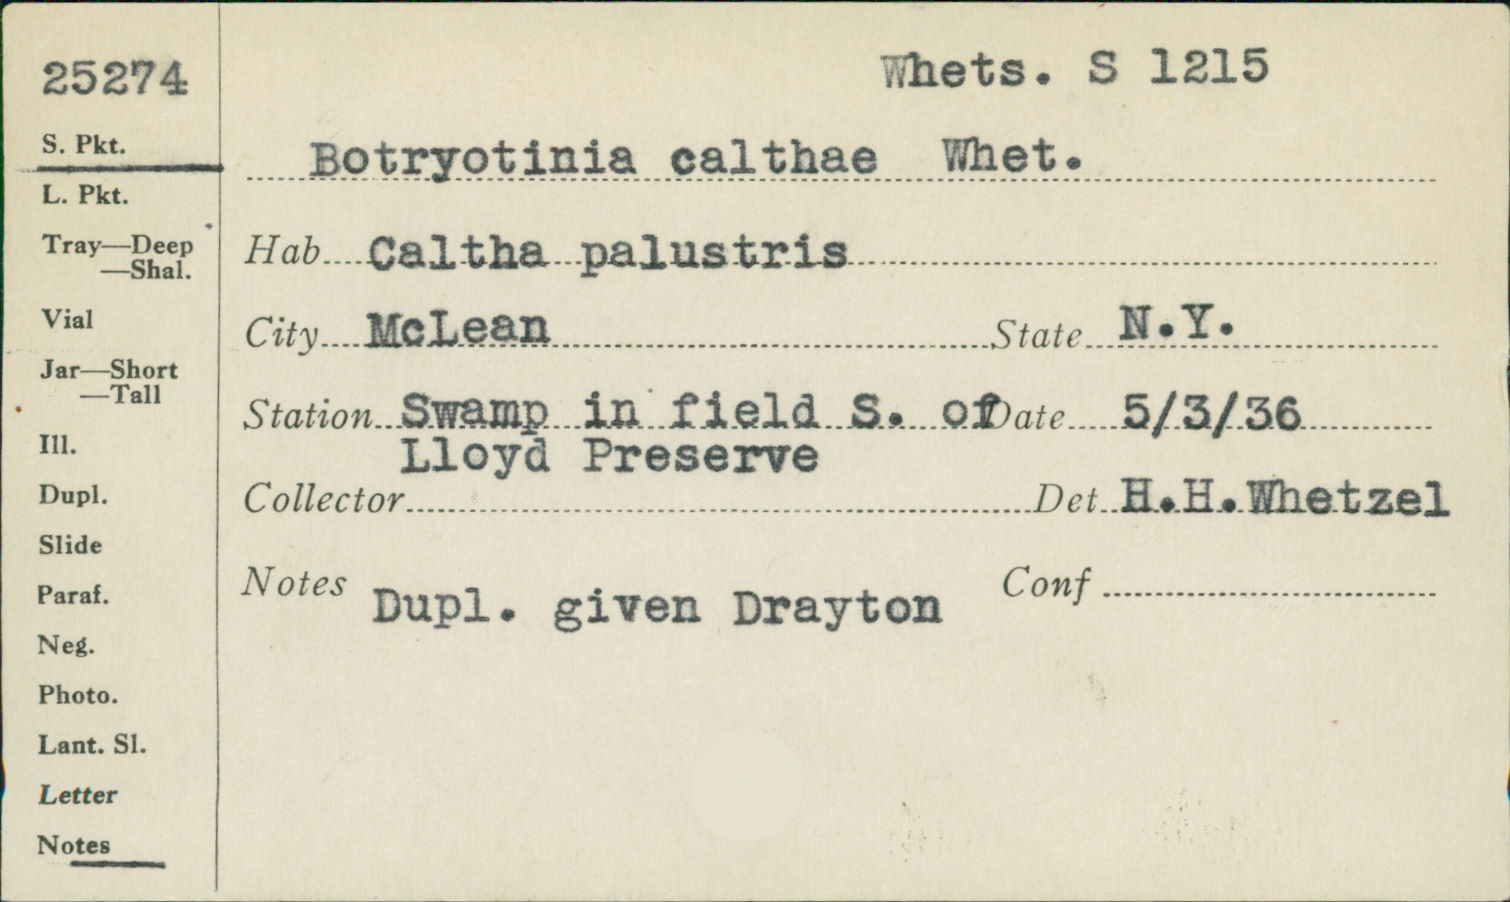 25274
S. Pkt.
L. Pkt.
Tray—Deep
—Shal.
Vial
Jar—Short
—Tall
Ill.
Dupl.
Slide
Paraf.
Neg.
Photo.
Lant. Sl.
Letter
Notes
Whets. S 1215
Botryotinia calthae Whet.
Hab Caltha palustris
City McLean State N.Y.
Station Swamp in field S. of Date 5/3/36
Lloyd Preserve
Collector Det H.H.Whetzel
Notes Dupl. given Drayton Conf